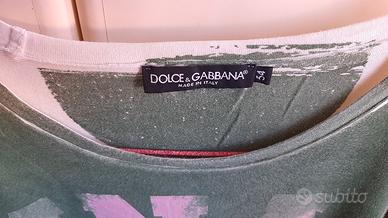 DOLCE & GABBANA®
MADE IN ITALY
54
subito